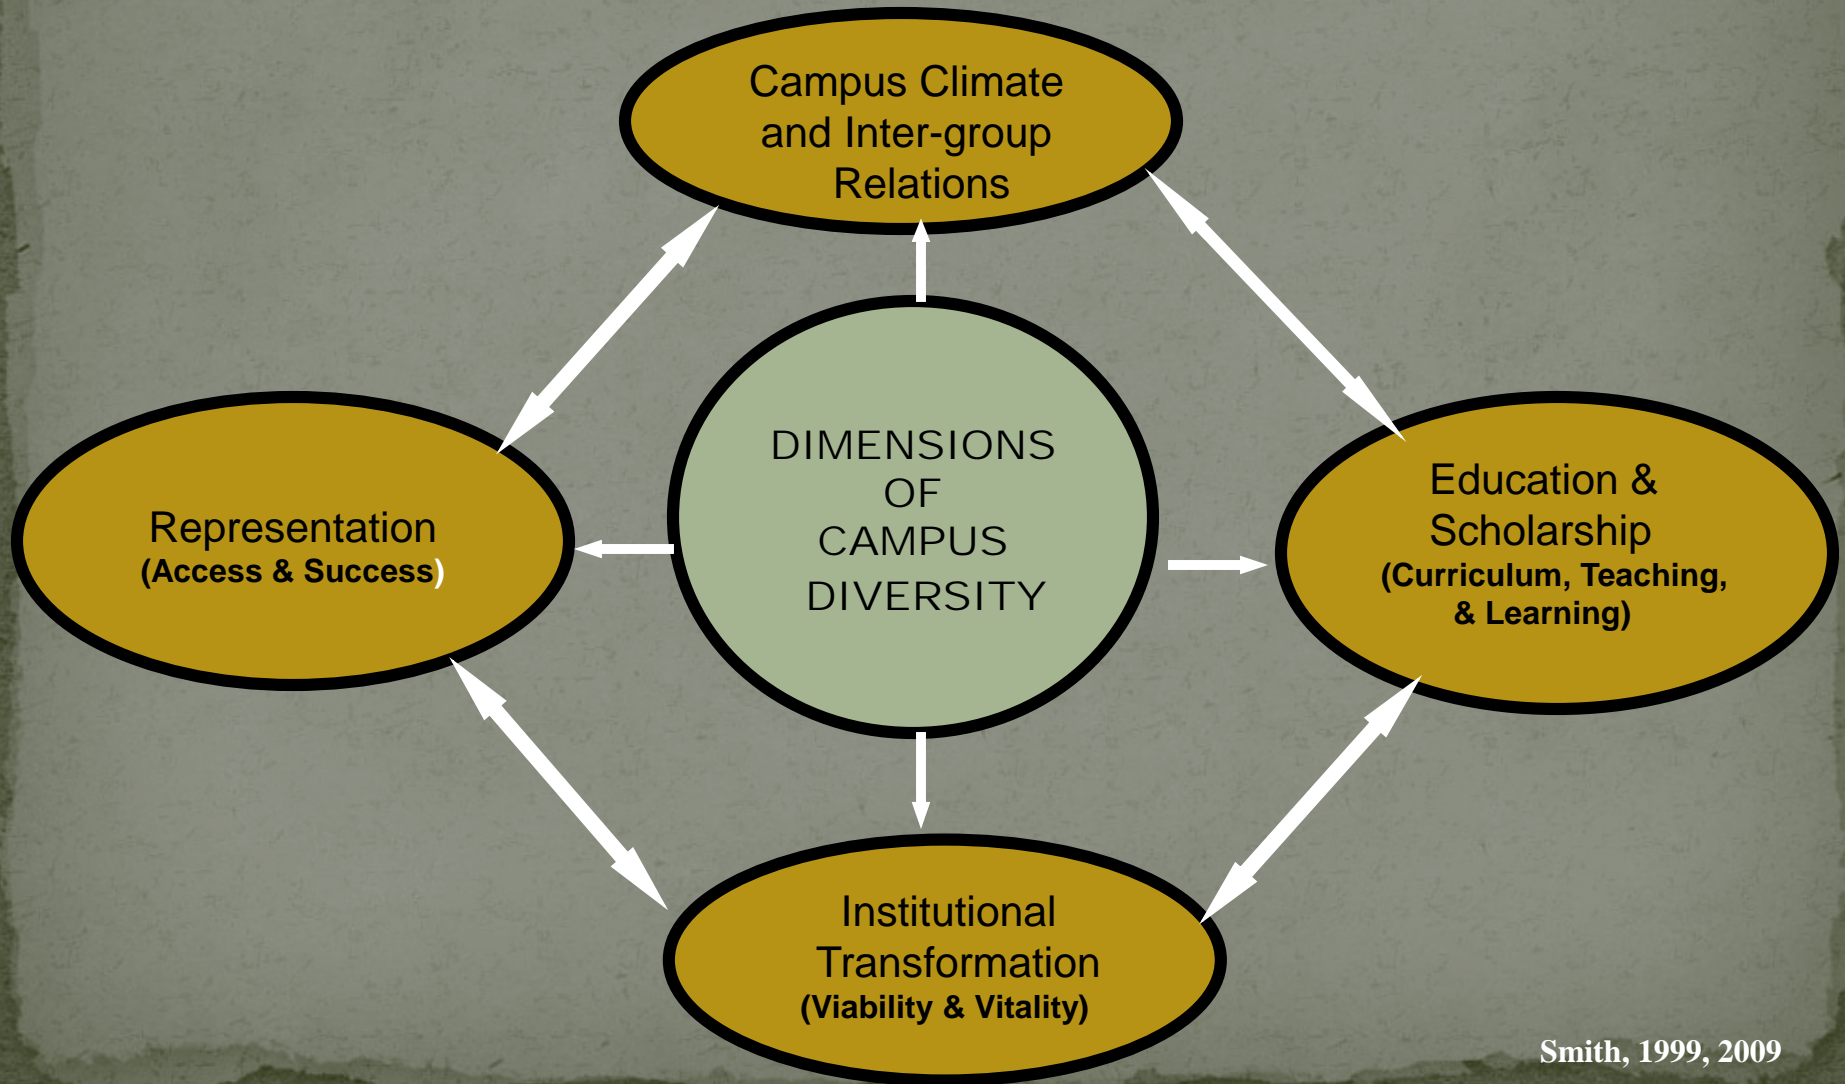 Campus Climate
and Inter-group
Relations
DIMENSIONS
OF
CAMPUS
DIVERSITY
Representation
(Access & Success)
Education &
Scholarship
(Curriculum, Teaching,
& Learning)
Institutional
Transformation
(Viability & Vitality)
Smith, 1999, 2009